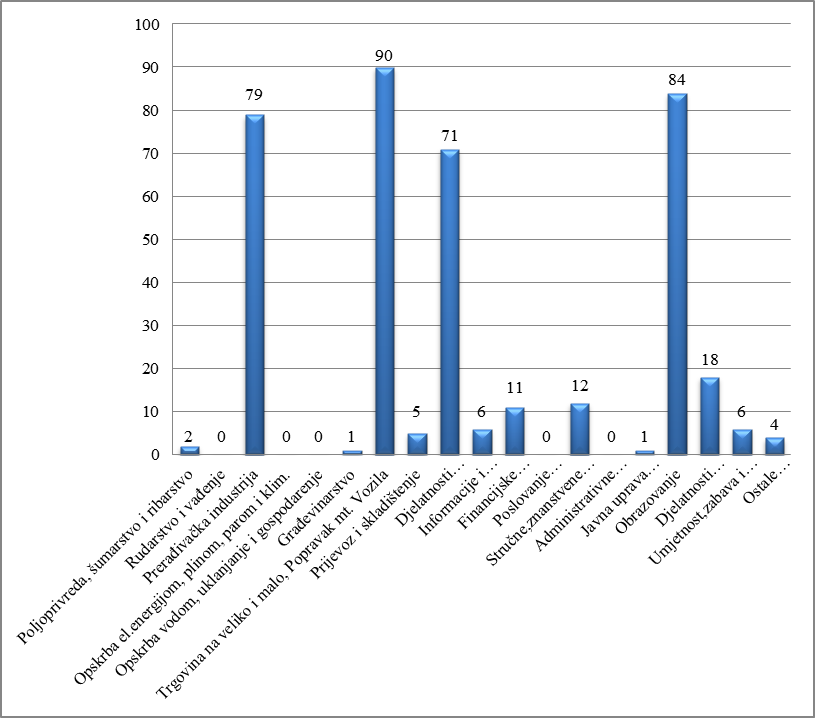 100
90
80
70
60
50
40
30
20
10
0
2
0
79
0
0
1
90
5
71
6
11
0
12
0
1
84
18
6
4
Poljoprivreda, šumarstvo i ribarstvo
Rudarstvo i vađenje
Prerađivačka industrija
Opskrba el.energijom, plinom, parom i klim.
Opskrba vodom, uklanjanje i gospodarenje
Građevinarstvo
Trgovina na veliko i malo, Popravak mt. Vozila
Prijevoz i skladištenje
Djelatnosti…
Informacije i…
Financijske…
Poslovanje…
Stručne,znanstvene…
Administrativne…
Javna uprava…
Obrazovanje
Djelatnosti…
Umjetnost,zabava i…
Ostale…